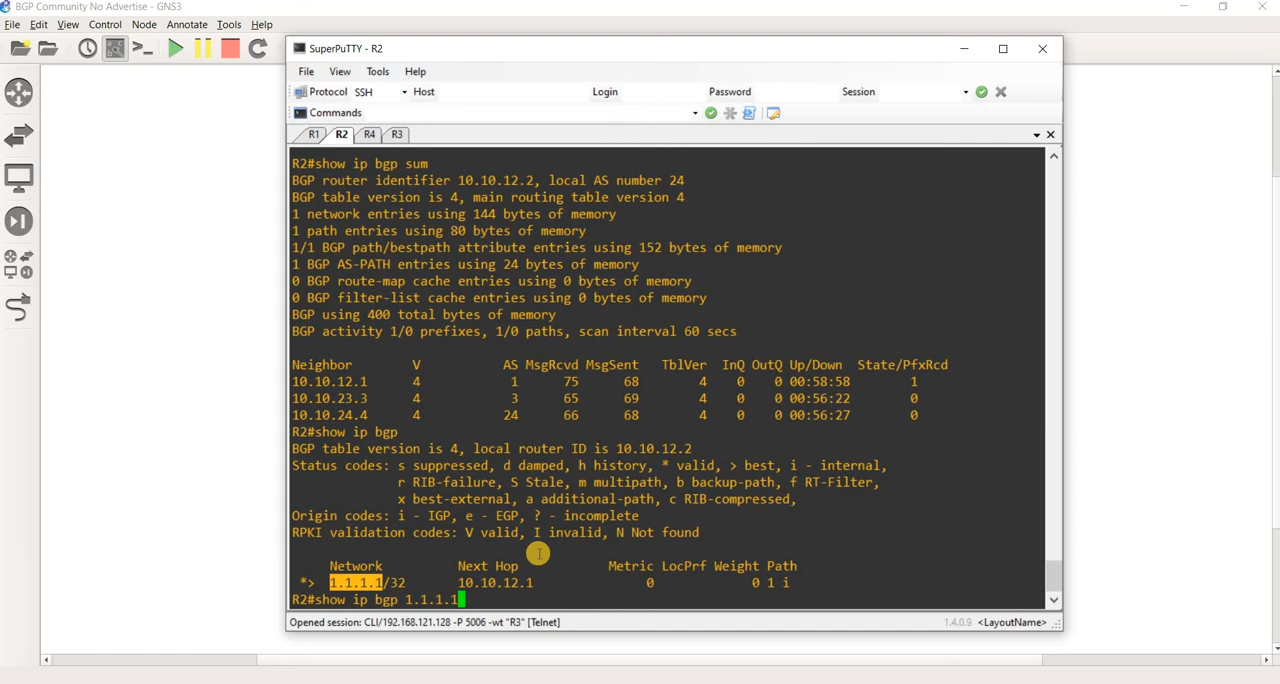 BGP Community No Advertise - GNS3
File Edit View Control Node Annotate Tools Help
SuperPuTTY - R2
File View Tools Help
Protocol SSH Host Login Password Session
Commands
R1 R2 R4 R3
R2#show ip bgp sum
BGP router identifier 10.10.12.2, local AS number 24
BGP table version is 4, main routing table version 4
1 network entries using 144 bytes of memory
1 path entries using 80 bytes of memory
1/1 BGP path/bestpath attribute entries using 152 bytes of memory
1 BGP AS-PATH entries using 24 bytes of memory
0 BGP route-map cache entries using 0 bytes of memory
0 BGP filter-list cache entries using 0 bytes of memory
BGP using 400 total bytes of memory
BGP activity 1/0 prefixes, 1/0 paths, scan interval 60 secs
Neighbor V AS MsgRcvd MsgSent TblVer InQ OutQ Up/Down State/PfxRcd
10.10.12.1 4 1 75 68 4 0 0 00:58:58 1
10.10.23.3 4 3 65 69 4 0 0 00:56:22 0
10.10.24.4 4 24 66 68 4 0 0 00:56:27 0
R2#show ip bgp
BGP table version is 4, local router ID is 10.10.12.2
Status codes: s suppressed, d damped, h history, * valid, > best, i - internal,
r RIB-failure, S Stale, m multipath, b backup-path, f RT-Filter,
x best-external, a additional-path, c RIB-compressed,
Origin codes: i - IGP, e - EGP, ? - incomplete
RPKI validation codes: V valid, I invalid, N Not found
Network Next Hop Metric LocPrf Weight Path
*> 1.1.1.1/32 10.10.12.1 0 0 1 i
R2#show ip bgp 1.1.1.1
Opened session: CLI/192.168.121.128 -P 5006 -wt "R3" [Telnet] 1.4.0.9 <LayoutName>